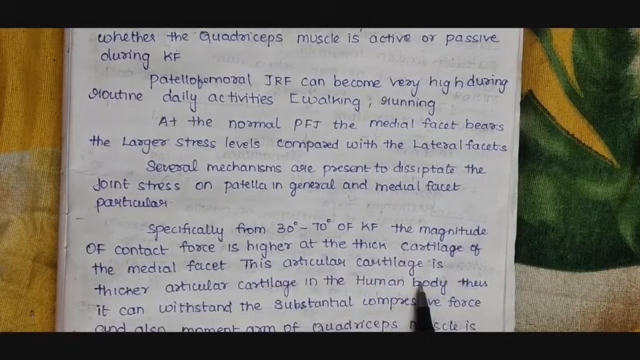 whether the Quadriceps muscle is active or passive
during KF
Patellofemoral JRF can become very high during
routine daily activities [walking ; running
At the normal PFJ the medial facet bears
the Larger stress levels compared with the Lateral facets
Several mechanisms are present to dissiptate the
Joint stress on patella in general and medial facet
particular
Specifically from 30° - 70° OF KF the magnitude
OF contact force is higher at the thick cartilage of
the medial facet This articular cartilage is
thicker articular cartilage in the Human body thus
it can withstand the substantial compressive force
and also moment arm of Quadriceps muscle is